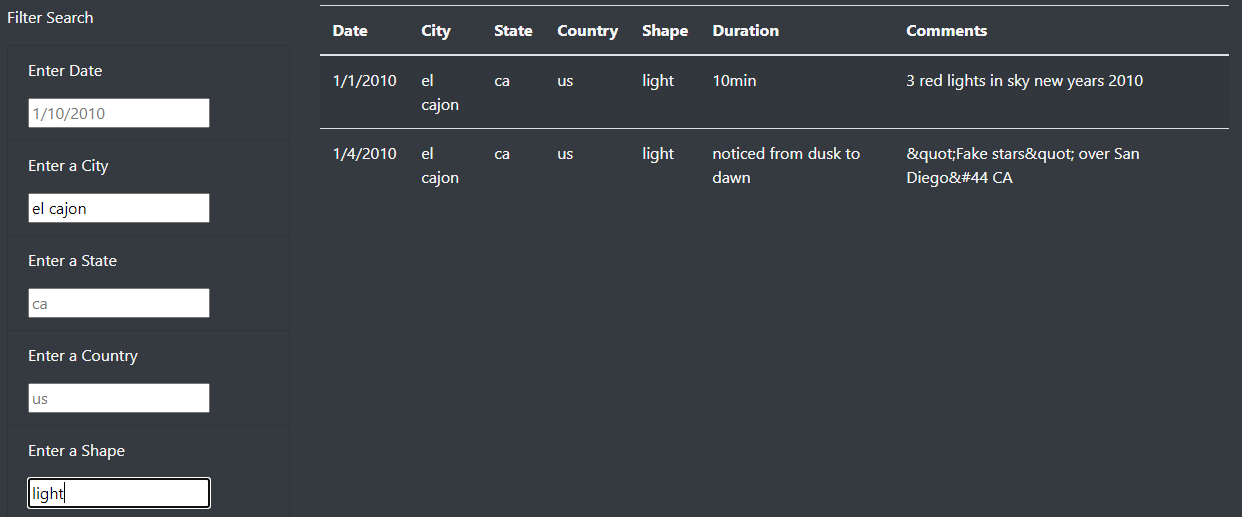 Filter Search
Enter Date
1/10/2010
Enter a City
el cajon
Enter a State
ca
Enter a Country
us
Enter a Shape
light
Date City State Country Shape Duration Comments
1/1/2010 el cajon ca us light 10min 3 red lights in sky new years 2010
1/4/2010 el cajon ca us light noticed from dusk to dawn &quot;Fake stars&quot; over San Diego&#44 CA